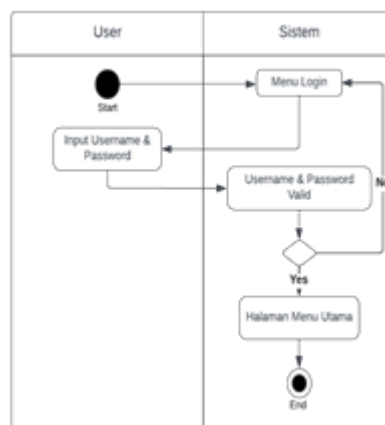 User
Sistem
Menu Login
Start
Input Username &
Password
Username & Password
Valid
Yes
Halaman Menu Utama
End